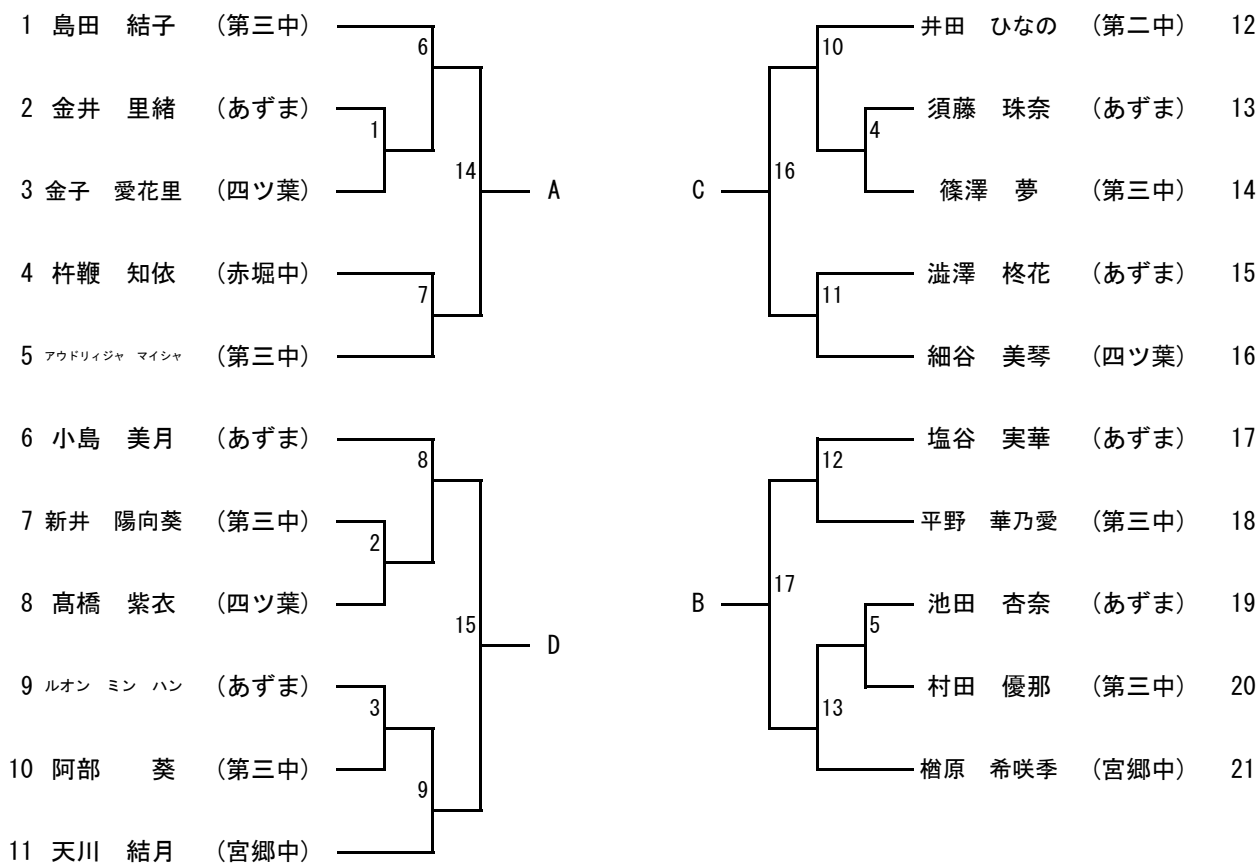 1 島田 結子 (第三中)
2 金井 里緒 (あずま)
3 金子 愛花里 (四ツ葉)
4 杵鞭 知依 (赤堀中)
5 アウドリィジャ マイシャ (第三中)
6
1
7
14
A
6 小島 美月 (あずま)
7 新井 陽向葵 (第三中)
8 髙橋 紫衣 (四ツ葉)
9 ルオン ミン ハン (あずま)
10 阿部 葵 (第三中)
11 天川 結月 (宮郷中)
8
2
3
9
15
D
井田 ひなの (第二中) 12
須藤 珠奈 (あずま) 13
篠澤 夢 (第三中) 14
澁澤 柊花 (あずま) 15
細谷 美琴 (四ツ葉) 16
10
4
11
16
C
塩谷 実華 (あずま) 17
平野 華乃愛 (第三中) 18
池田 杏奈 (あずま) 19
村田 優那 (第三中) 20
楢原 希咲季 (宮郷中) 21
12
5
13
17
B